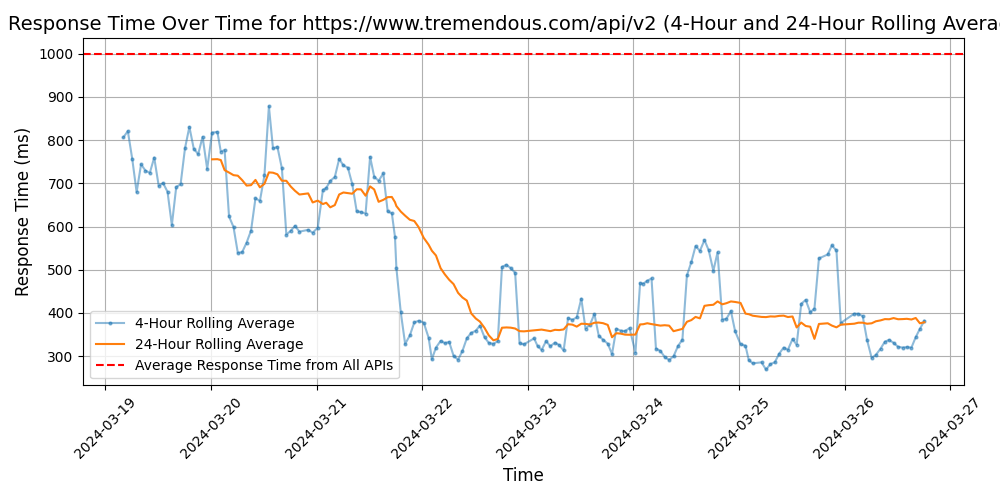 Response Time Over Time for https://www.tremendous.com/api/v2 (4-Hour and 24-Hour Rolling Avera
Response Time (ms)
1000
900
800
700
600
500
400
300
4-Hour Rolling Average
24-Hour Rolling Average
Average Response Time from All APIs
2024-03-19
2024-03-20
2024-03-21
2024-03-22
2024-03-23
2024-03-24
2024-03-25
2024-03-26
2024-03-27
Time